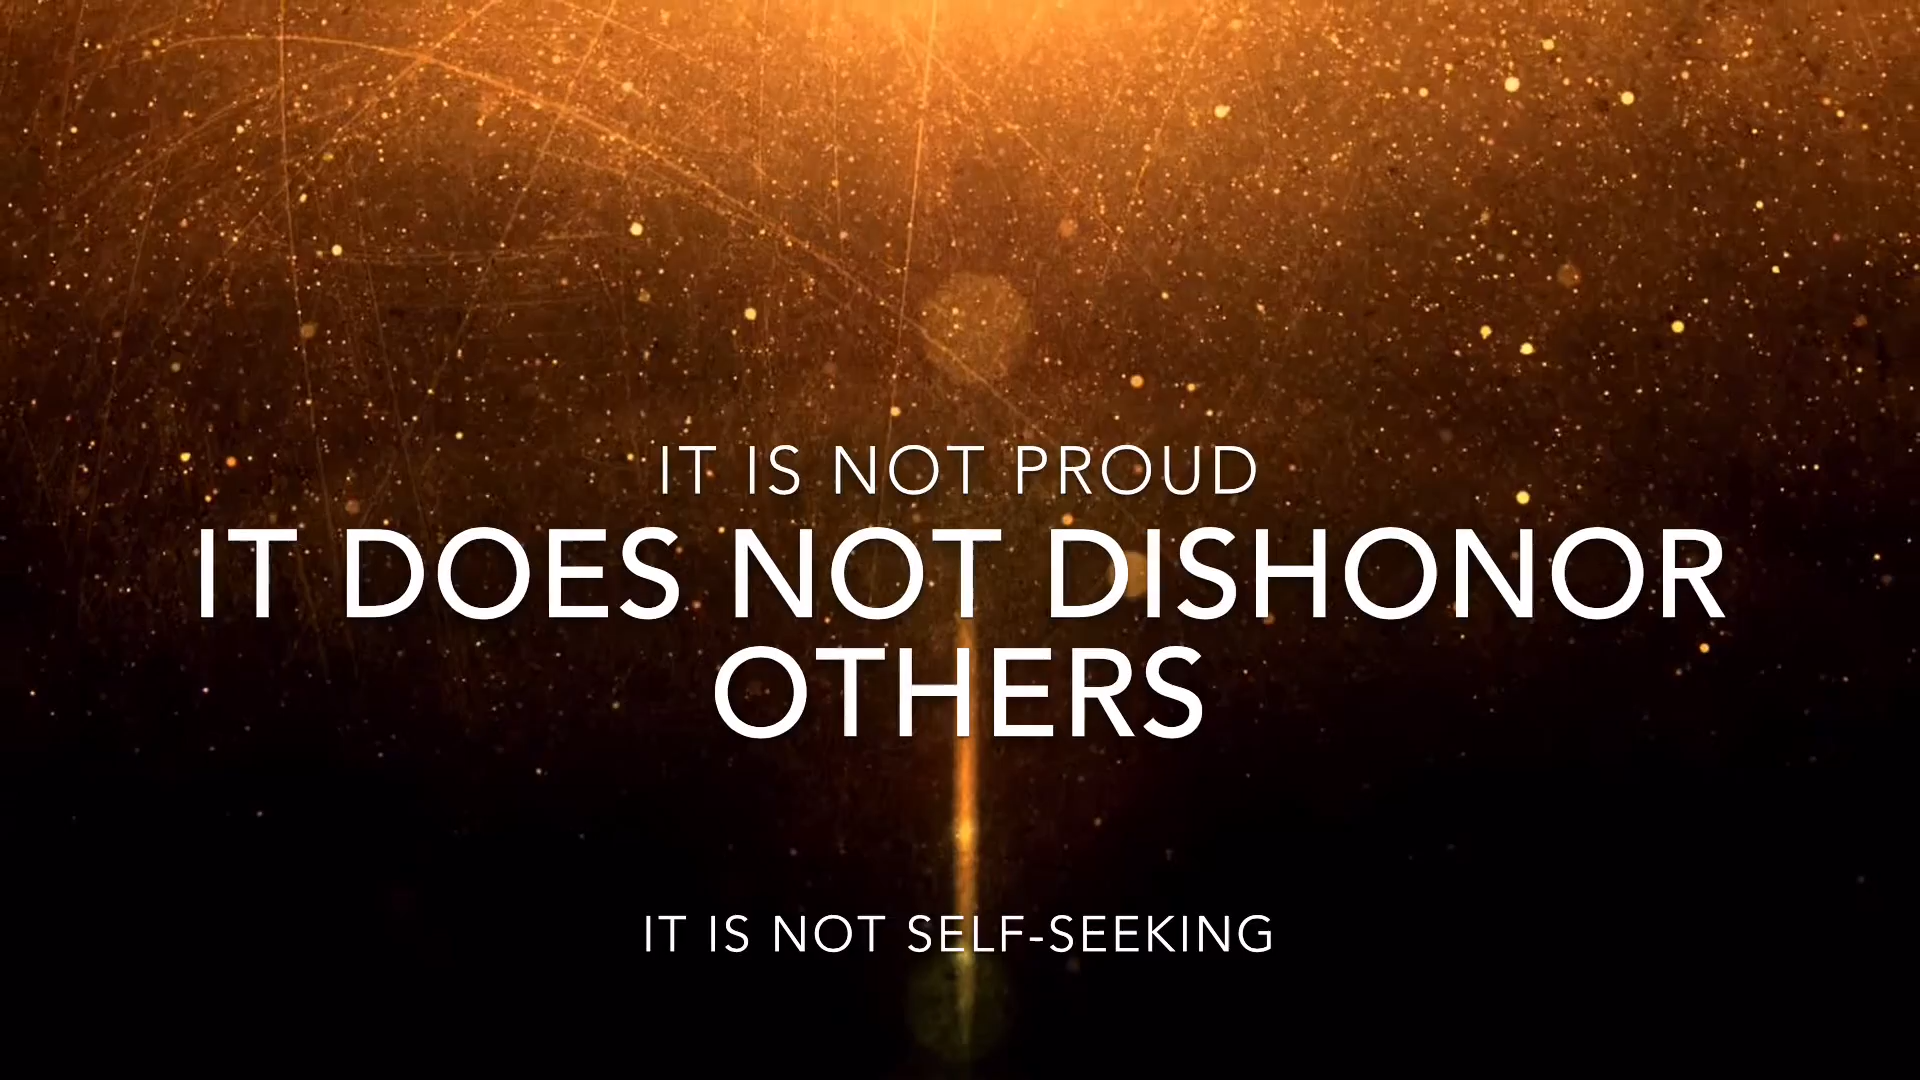 IT IS NOT PROUD
IT DOES NOT DISHONOR
OTHERS
IT IS NOT SELF-SEEKING